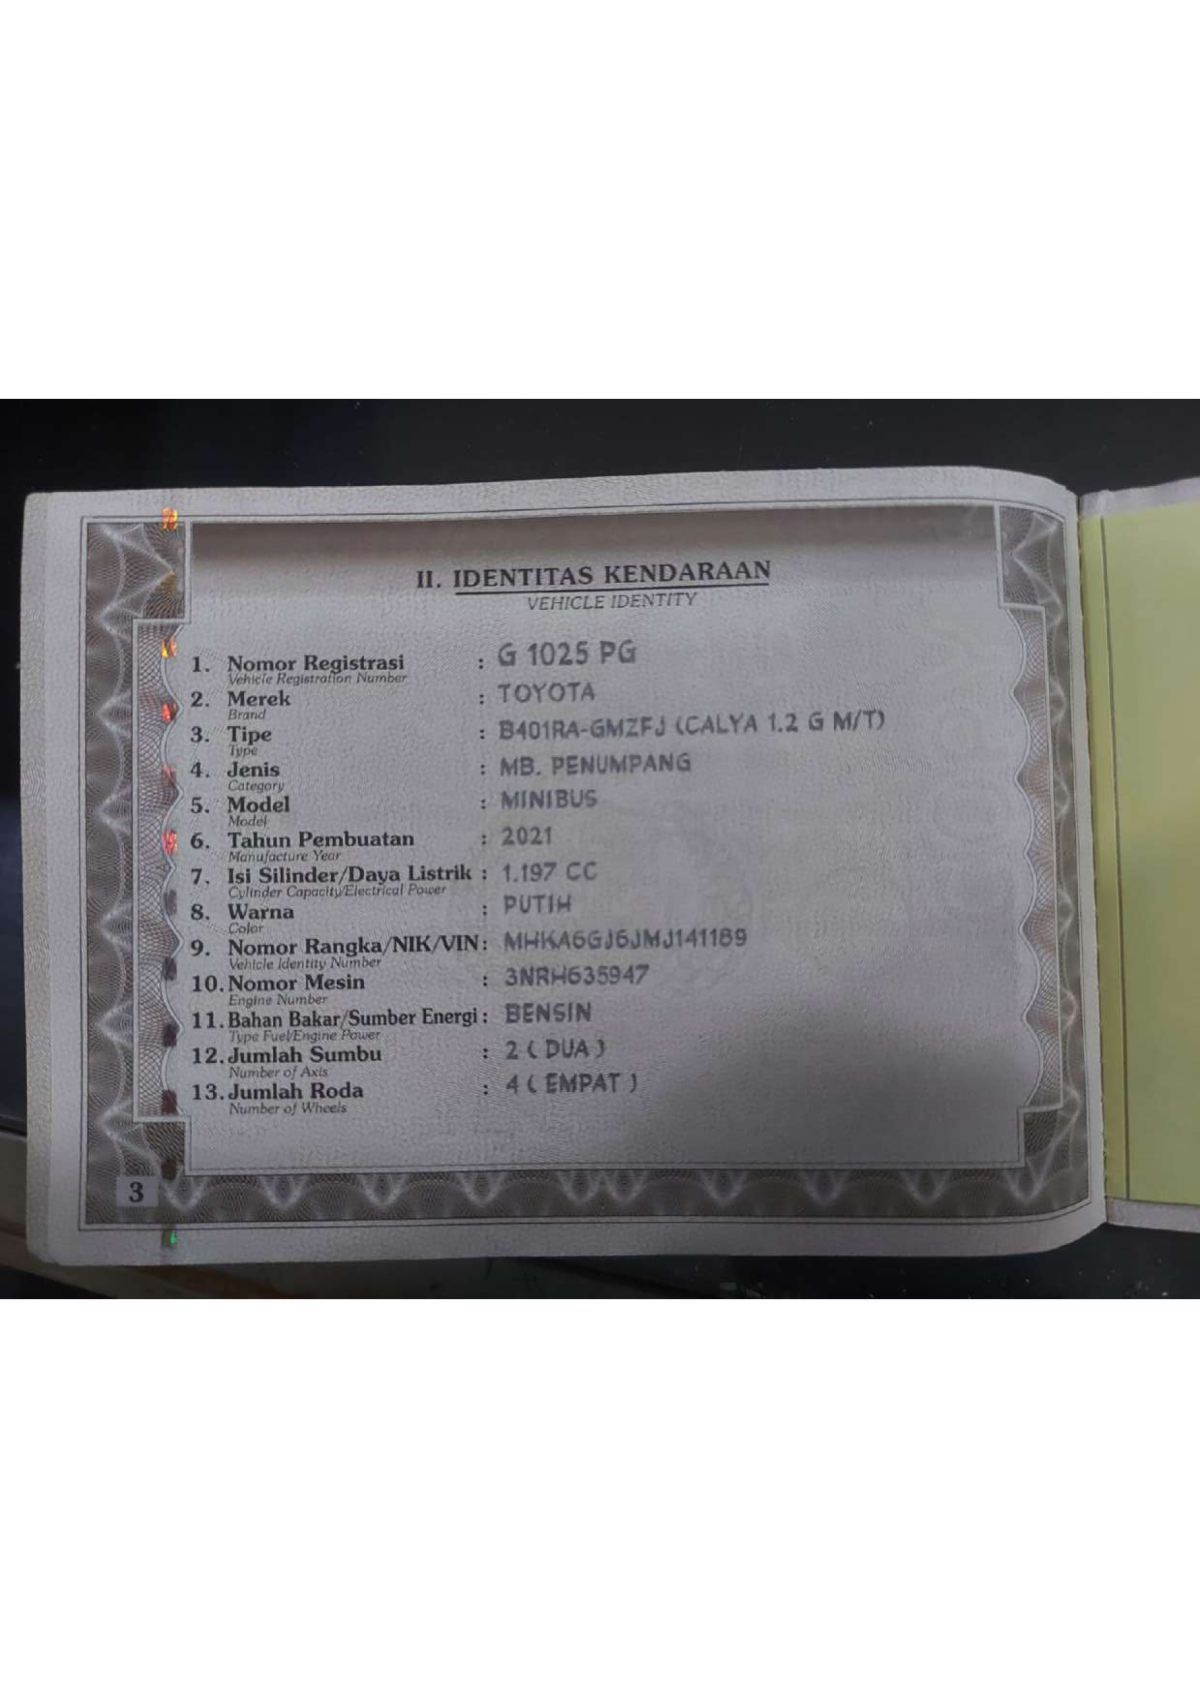 II. IDENTITAS KENDARAAN
VEHICLE IDENTITY
1. Nomor Registrasi : G 1025 PG
Vehicle Registration Number
2. Merek : TOYOTA
Brand
3. Tipe : B401RA-GMZFJ (CALYA 1.2 G M/T)
Type
4. Jenis : MB. PENUMPANG
Category
5. Model : MINIBUS
Model
6. Tahun Pembuatan : 2021
Manufacture Year
7. Isi Silinder/Daya Listrik : 1.197 CC
Cylinder Capacity/Electrical Power
8. Warna : PUTIH
Color
9. Nomor Rangka/NIK/VIN : MHKA6GJ6JMJ141189
Vehicle Identity Number
10. Nomor Mesin : 3NRH635947
Engine Number
11. Bahan Bakar/Sumber Energi : BENSIN
Type Fuel/Engine Power
12. Jumlah Sumbu : 2 ( DUA )
Number of Axis
13. Jumlah Roda : 4 ( EMPAT )
Number of Wheels
3